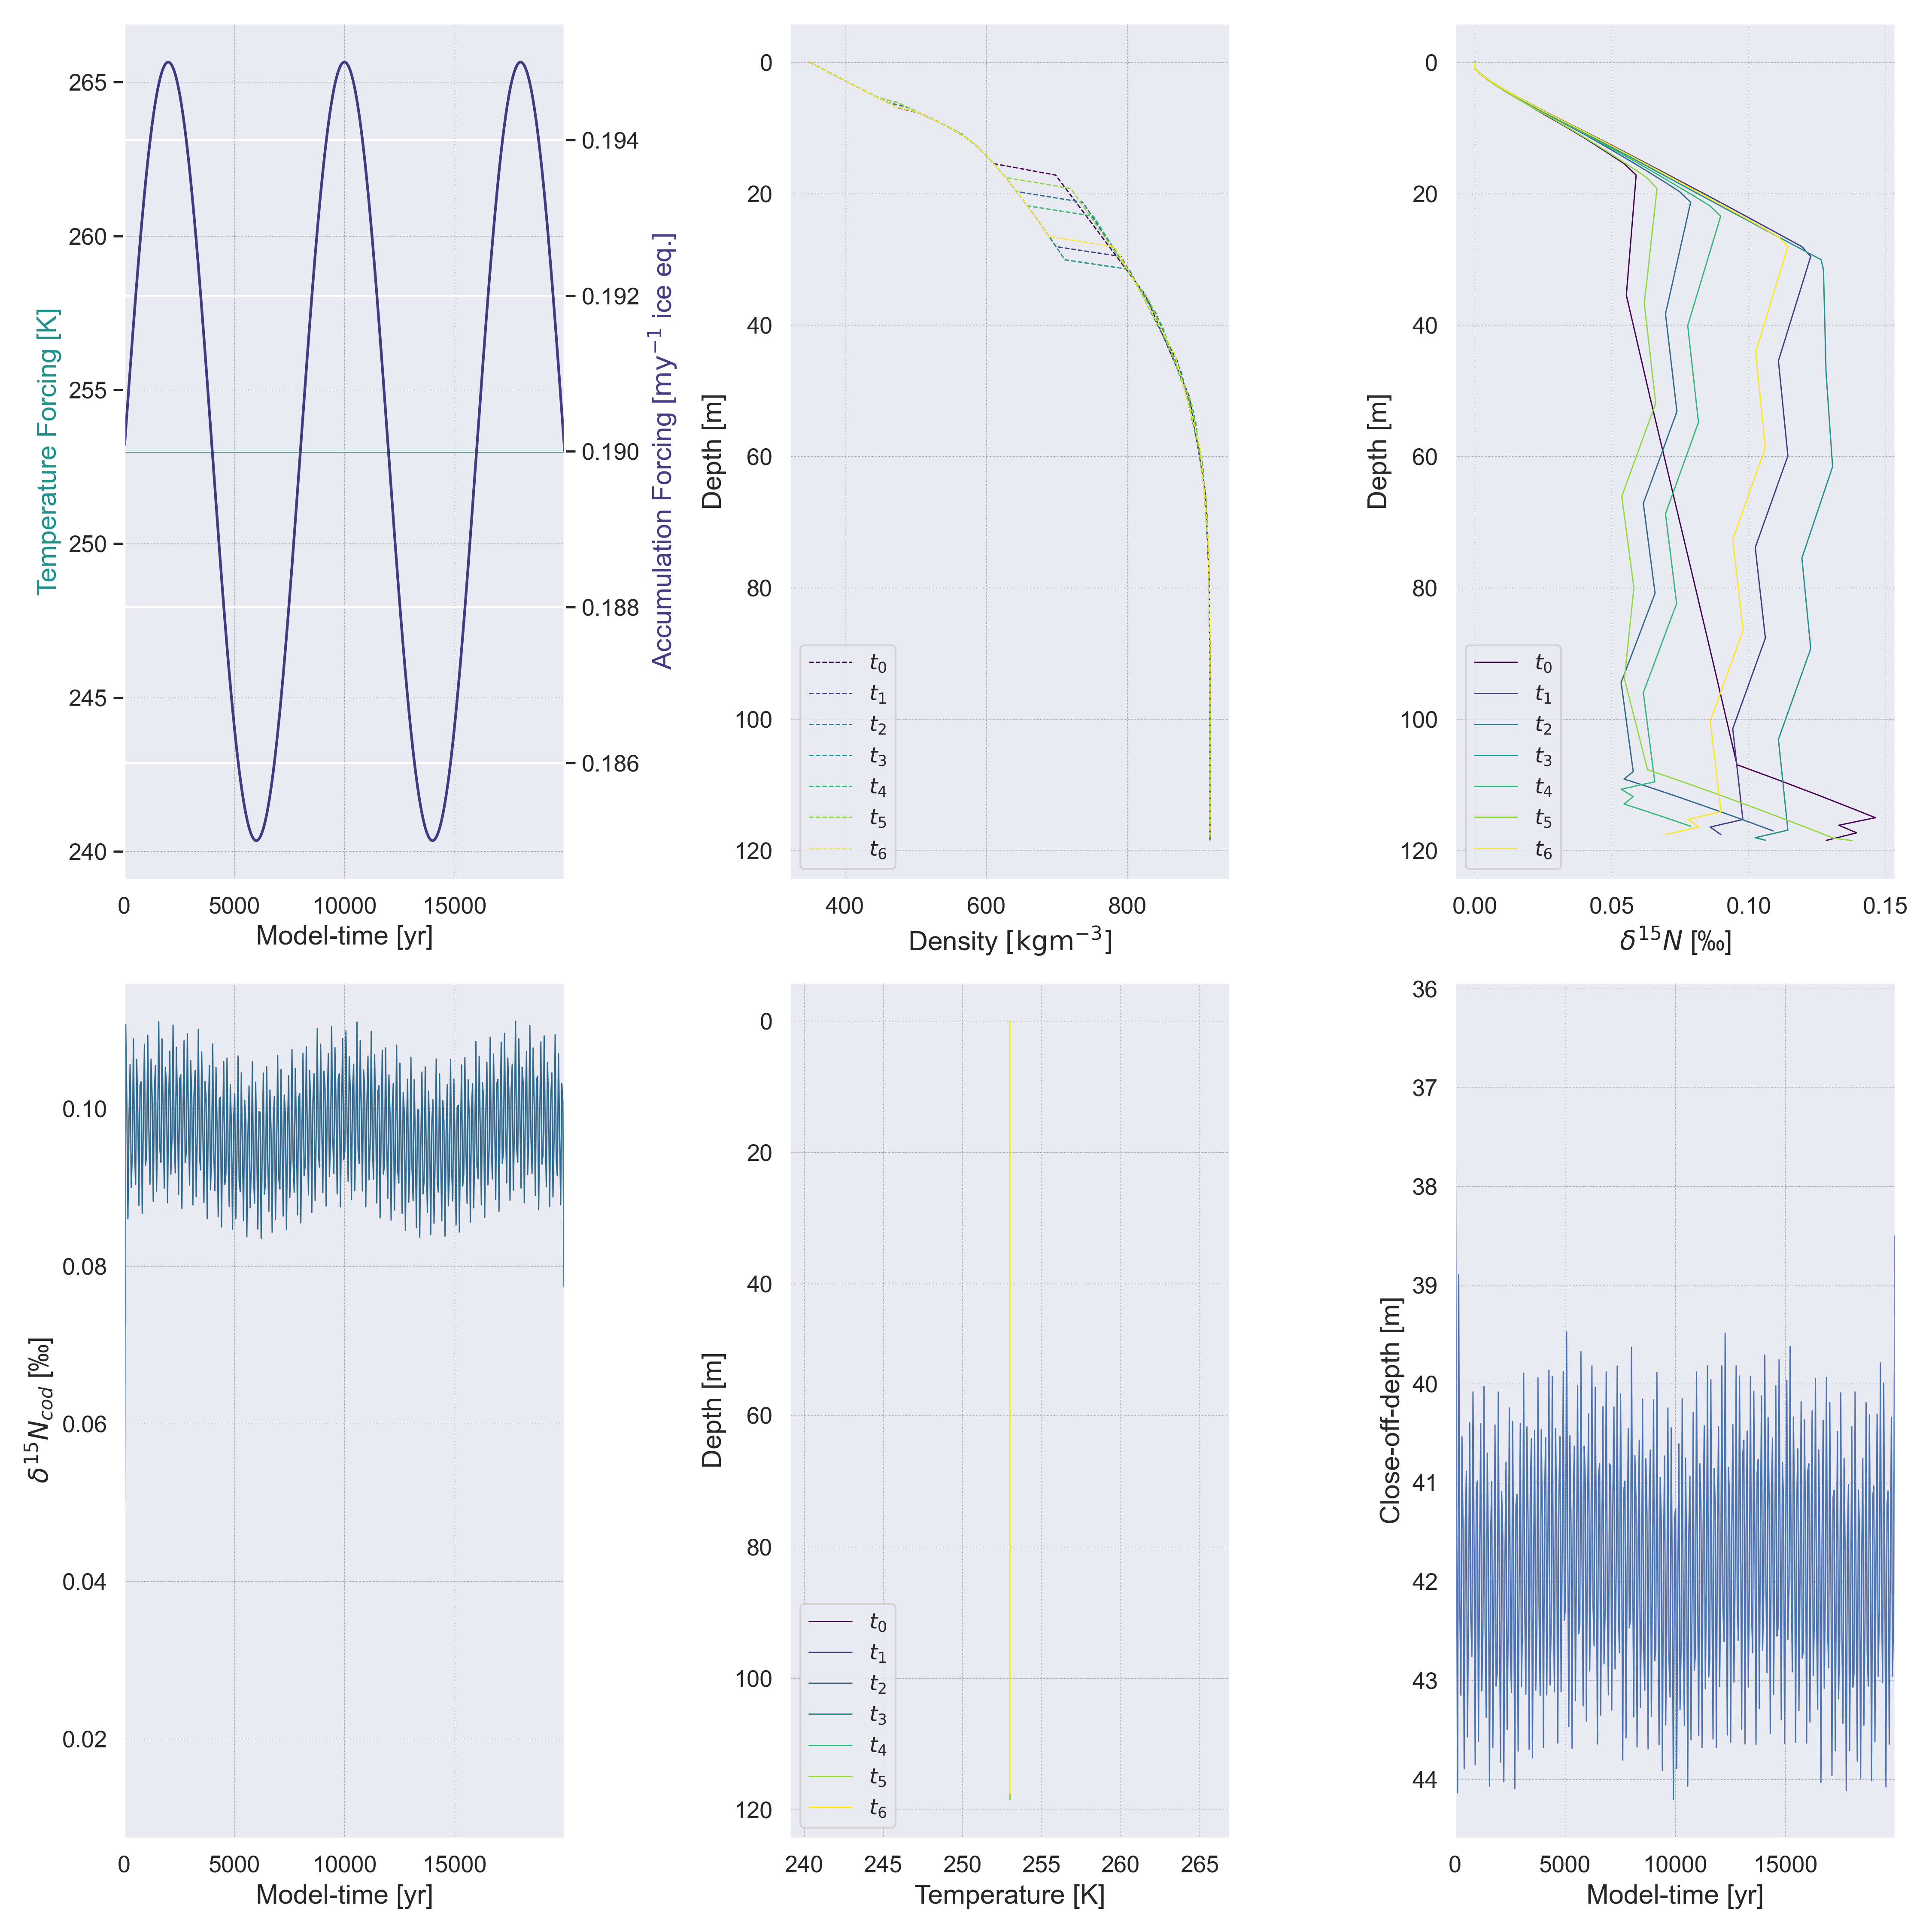 Temperature Forcing [K]
265
260
255
250
245
240
0.194
0.192
0.190
0.188
0.186
Accumulation Forcing [my⁻¹ ice eq.]
0 5000 10000 15000
Model-time [yr]
Depth [m]
0
20
40
60
80
100
120
t₀
t₁
t₂
t₃
t₄
t₅
t₆
400 600 800
Density [kgm⁻³]
Depth [m]
0
20
40
60
80
100
120
t₀
t₁
t₂
t₃
t₄
t₅
t₆
0.00 0.05 0.10 0.15
δ¹⁵N [‰]
δ¹⁵N_cod [‰]
0.10
0.08
0.06
0.04
0.02
0 5000 10000 15000
Model-time [yr]
Depth [m]
0
20
40
60
80
100
120
t₀
t₁
t₂
t₃
t₄
t₅
t₆
240 245 250 255 260 265
Temperature [K]
Close-off-depth [m]
36
37
38
39
40
41
42
43
44
0 5000 10000 15000
Model-time [yr]